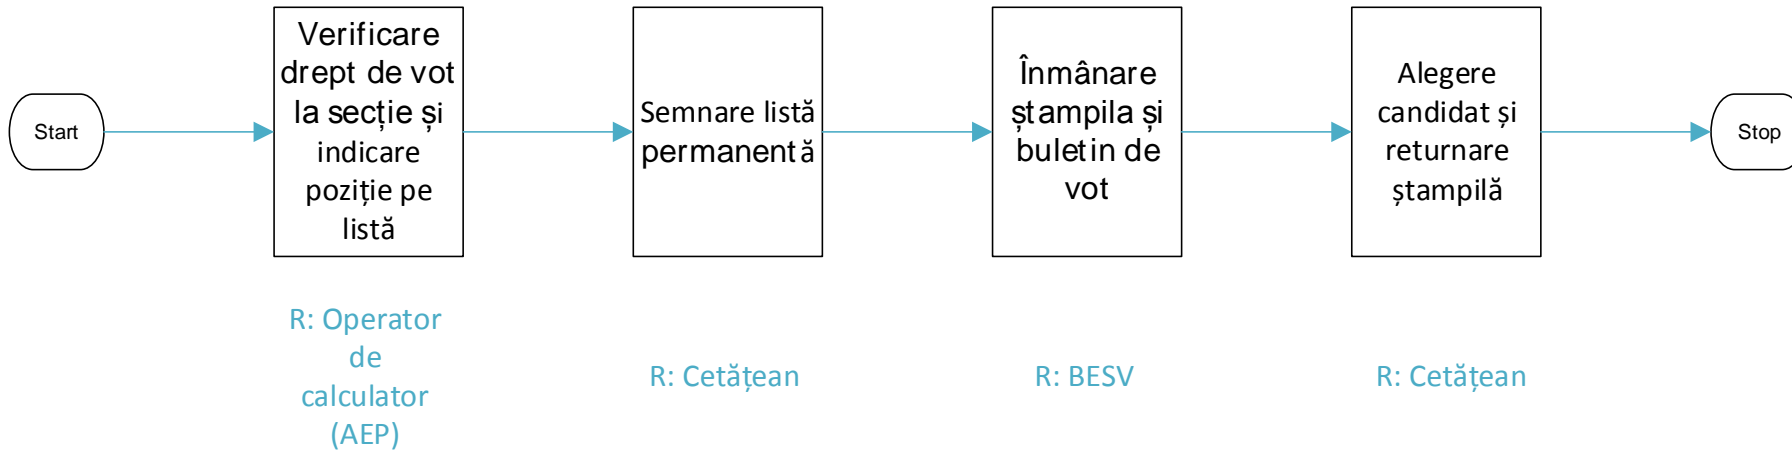 Start
Verificare
drept de vot
la secție și
indicare
poziție pe
listă
Semnare listă
permanentă
Înmânare
ștampila și
buletin de
vot
Alegere
candidat și
returnare
ștampilă
Stop
R: Operator
de
calculator
(AEP)
R: Cetățean
R: BESV
R: Cetățean